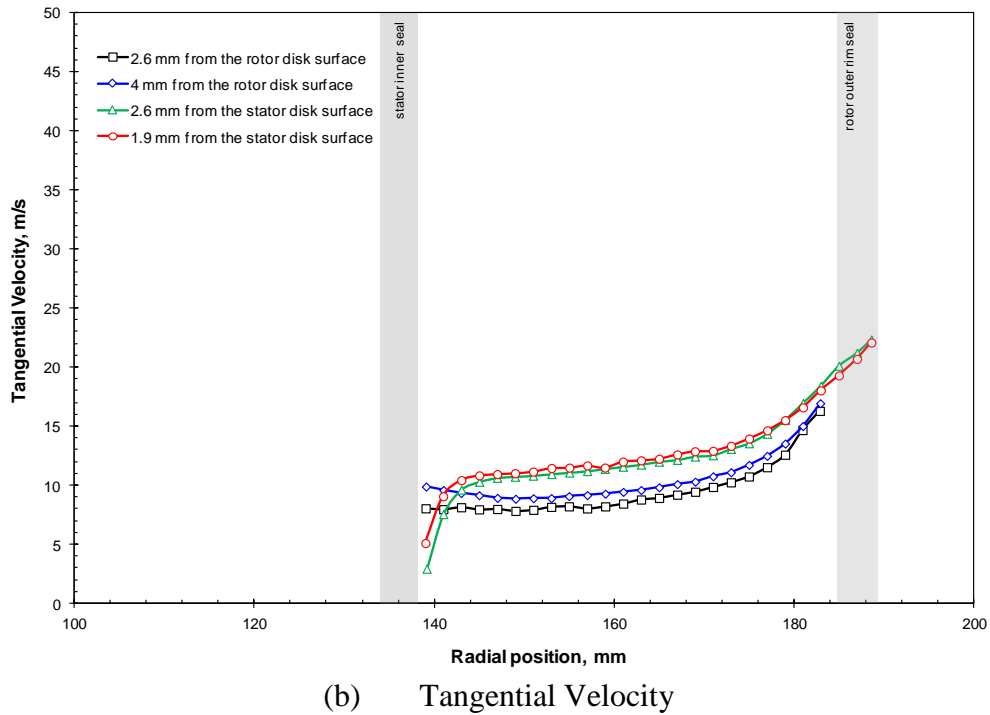 50
45
40
35
30
25
20
15
10
5
0
Tangential Velocity, m/s
2.6 mm from the rotor disk surface
4 mm from the rotor disk surface
2.6 mm from the stator disk surface
1.9 mm from the stator disk surface
stator inner seal
rotor outer rim seal
100 120 140 160 180 200
Radial position, mm
(b) Tangential Velocity